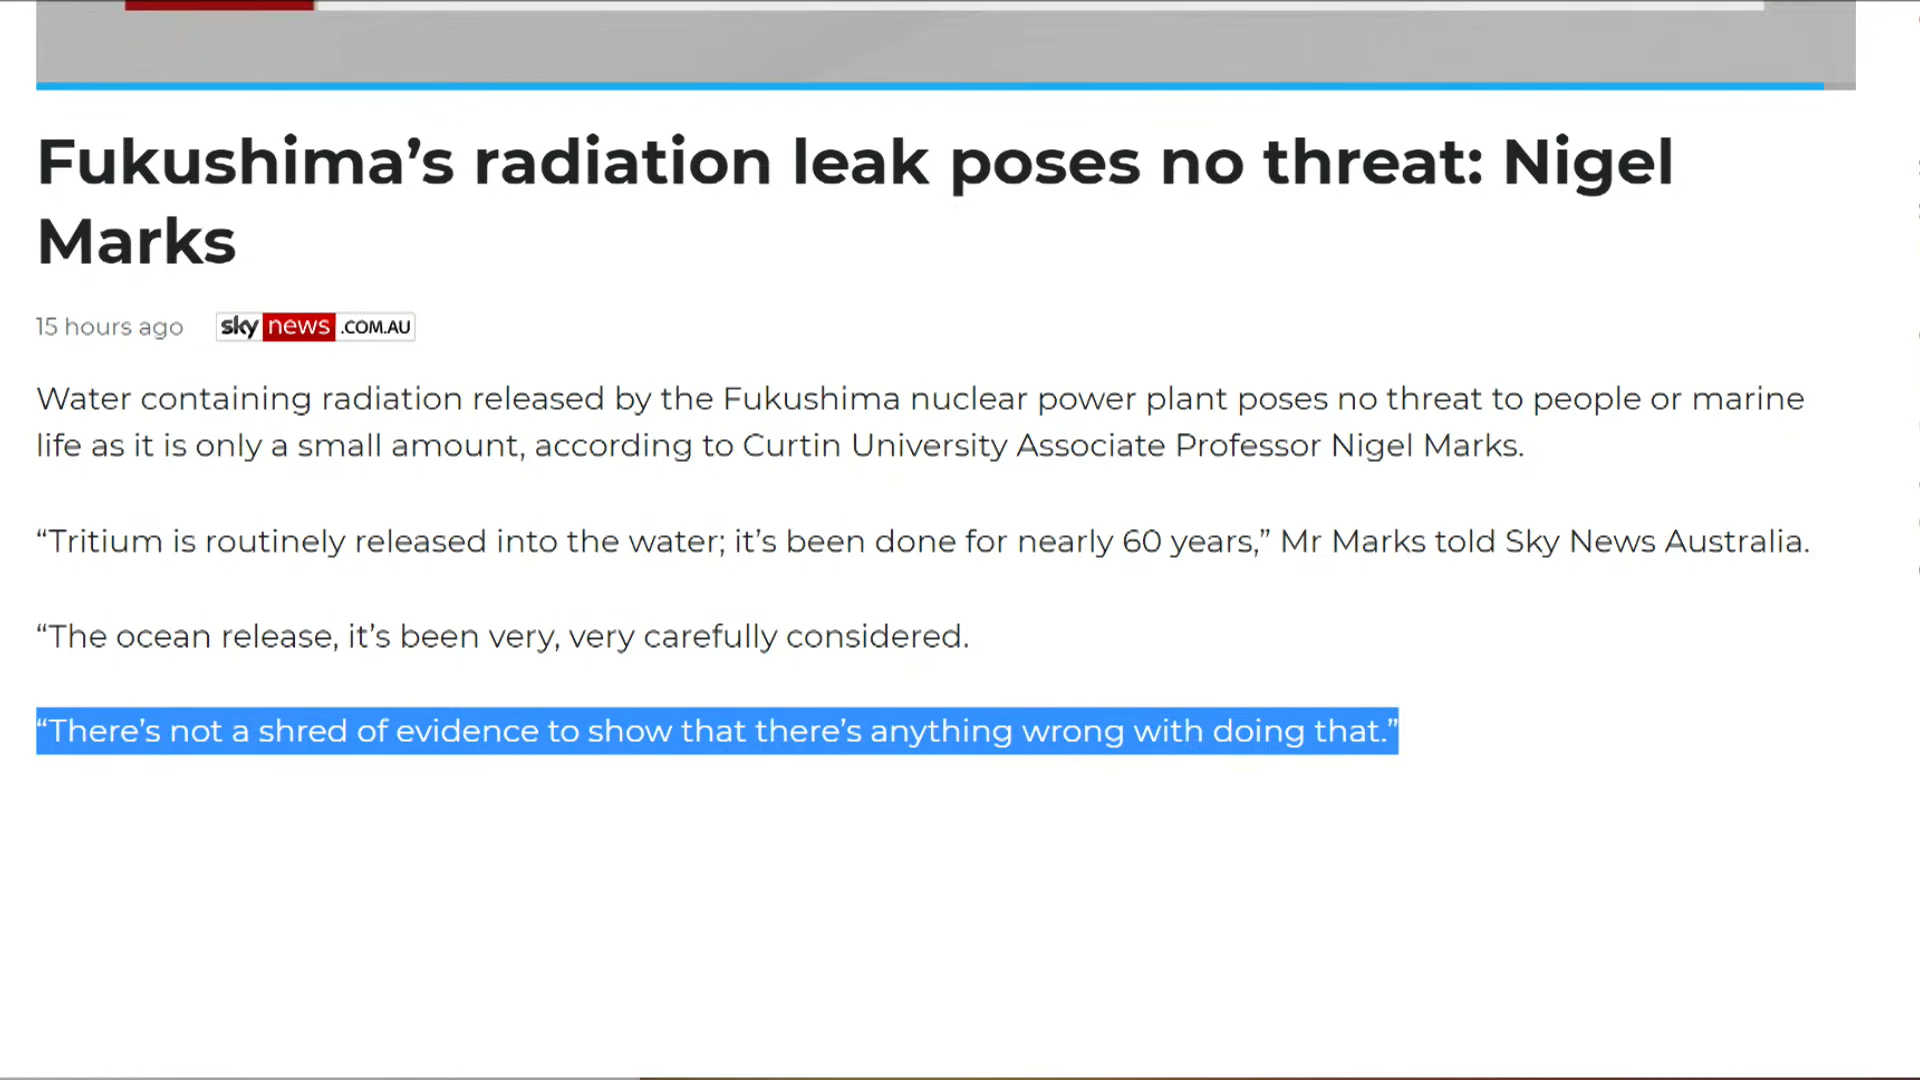 Fukushima’s radiation leak poses no threat: Nigel
Marks
15 hours ago sky news .COM.AU
Water containing radiation released by the Fukushima nuclear power plant poses no threat to people or marine
life as it is only a small amount, according to Curtin University Associate Professor Nigel Marks.
“Tritium is routinely released into the water; it’s been done for nearly 60 years,” Mr Marks told Sky News Australia.
“The ocean release, it’s been very, very carefully considered.
“There’s not a shred of evidence to show that there’s anything wrong with doing that.”